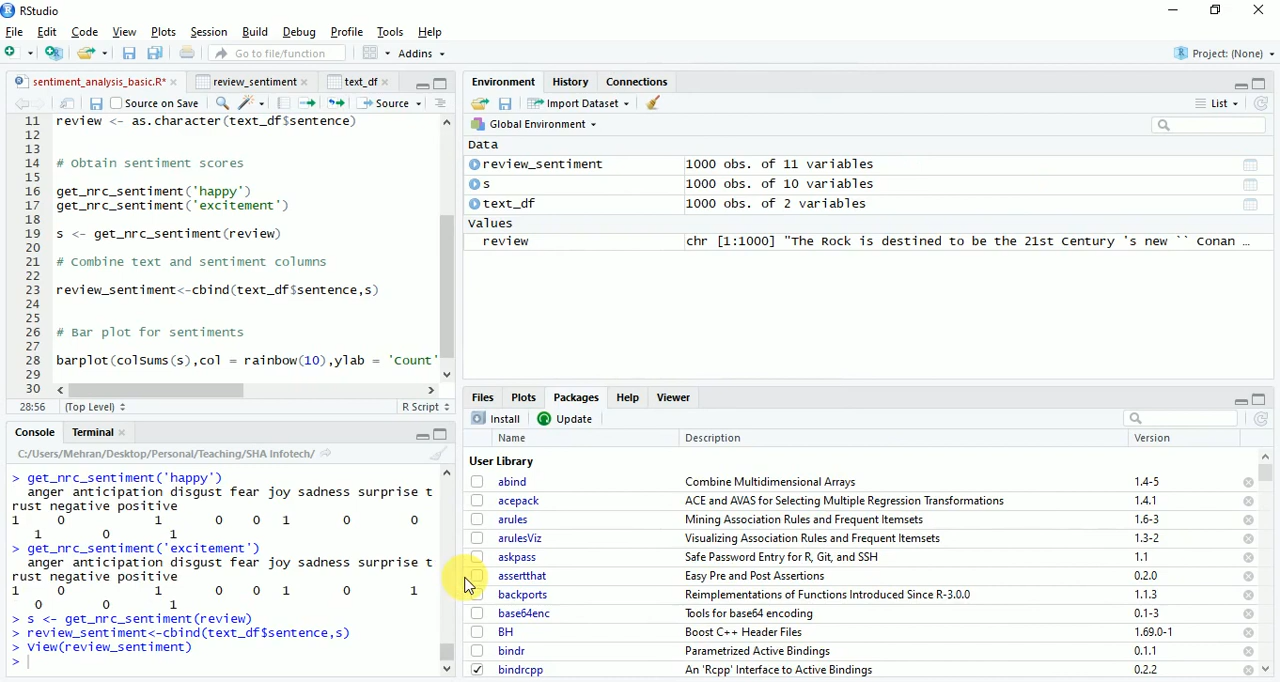 RStudio
File Edit Code View Plots Session Build Debug Profile Tools Help
Go to file/function Addins Project: (None)
sentiment_analysis_basic.R* review_sentiment text_df
Source on Save Source
11 review <- as.character(text_df$sentence)
12
13
14 # Obtain sentiment scores
15
16 get_nrc_sentiment('happy')
17 get_nrc_sentiment('excitement')
18
19 s <- get_nrc_sentiment(review)
20
21 # Combine text and sentiment columns
22
23 review_sentiment<-cbind(text_df$sentence,s)
24
25
26 # Bar plot for sentiments
27
28 barplot(colSums(s),col = rainbow(10),ylab = 'Count'
29
30
28:56 (Top Level) R Script
Console Terminal
C:/Users/Mehran/Desktop/Personal/Teaching/SHA Infotech/
> get_nrc_sentiment('happy')
anger anticipation disgust fear joy sadness surprise t
rust negative positive
1 0 1 0 0 1 0 0
1 0 1
> get_nrc_sentiment('excitement')
anger anticipation disgust fear joy sadness surprise t
rust negative positive
1 0 1 0 0 1 0 1
0 0 1
> s <- get_nrc_sentiment(review)
> review_sentiment<-cbind(text_df$sentence,s)
> View(review_sentiment)
>
Environment History Connections
Import Dataset List
Global Environment
Data
review_sentiment 1000 obs. of 11 variables
s 1000 obs. of 10 variables
text_df 1000 obs. of 2 variables
Values
review chr [1:1000] "The Rock is destined to be the 21st Century 's new `` Conan …
Files Plots Packages Help Viewer
Install Update
Name Description Version
User Library
abind Combine Multidimensional Arrays 1.4-5
acepack ACE and AVAS for Selecting Multiple Regression Transformations 1.4.1
arules Mining Association Rules and Frequent Itemsets 1.6-3
arulesViz Visualizing Association Rules and Frequent Itemsets 1.3-2
askpass Safe Password Entry for R, Git, and SSH 1.1
assertthat Easy Pre and Post Assertions 0.2.0
backports Reimplementations of Functions Introduced Since R-3.0.0 1.1.3
base64enc Tools for base64 encoding 0.1-3
BH Boost C++ Header Files 1.69.0-1
bindr Parametrized Active Bindings 0.1.1
bindrcpp An 'Rcpp' Interface to Active Bindings 0.2.2